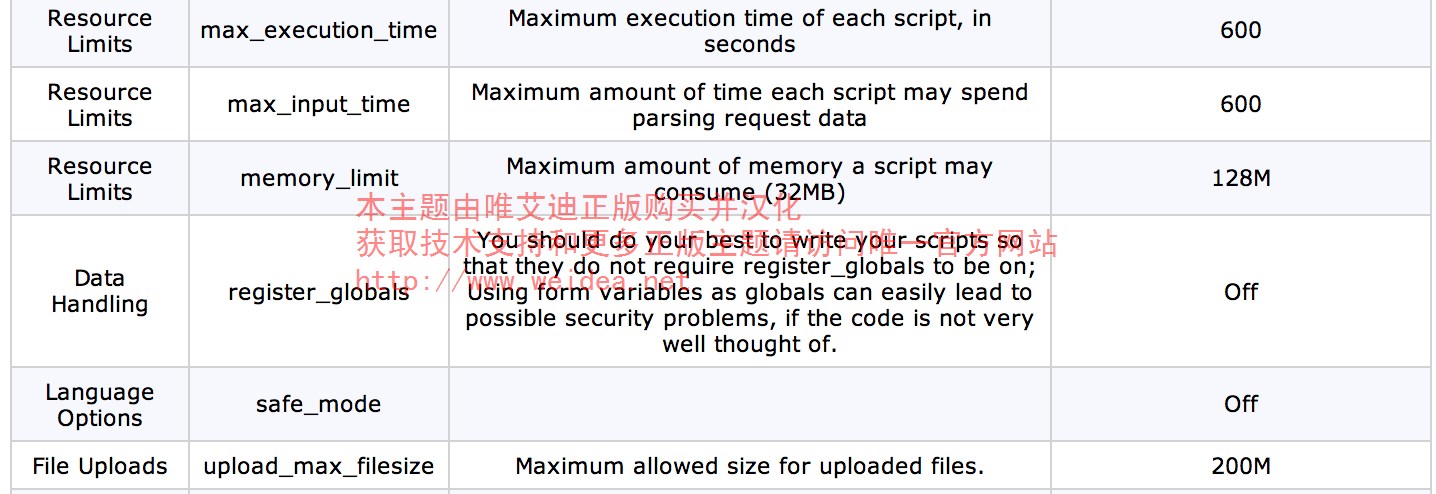 Resource
Limits
max_execution_time
Maximum execution time of each script, in
seconds
600
Resource
Limits
max_input_time
Maximum amount of time each script may spend
parsing request data
600
Resource
Limits
memory_limit
Maximum amount of memory a script may
consume (32MB)
128M
本主题由唯艾迪正版购买并汉化
获取技术支持和更多正版主题请访问唯一官方网站
http://www.weidea.net
Data
Handling
register_globals
You should do your best to write your scripts so
that they do not require register_globals to be on;
Using form variables as globals can easily lead to
possible security problems, if the code is not very
well thought of.
Off
Language
Options
safe_mode
Off
File Uploads
upload_max_filesize
Maximum allowed size for uploaded files.
200M